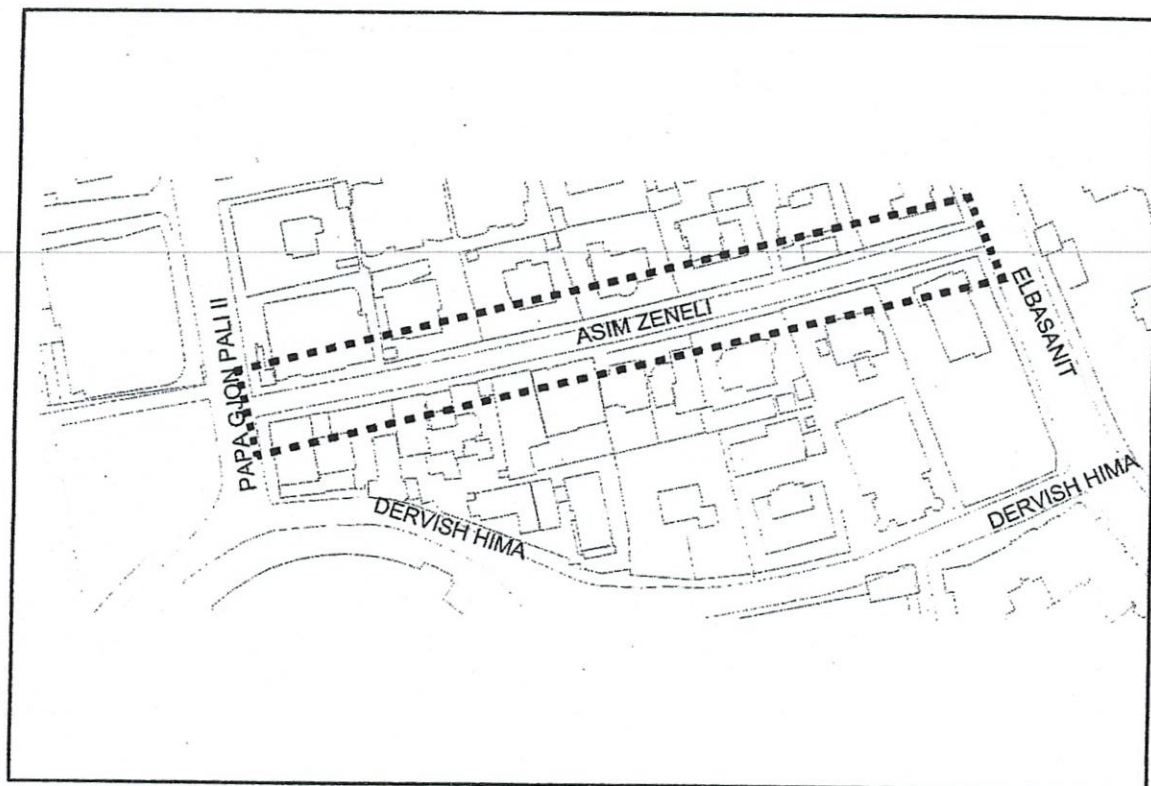 PAPA GJON PALI II
ASIM ZENELI
ELBASANIT
DERVISH HIMA
DERVISH HIMA